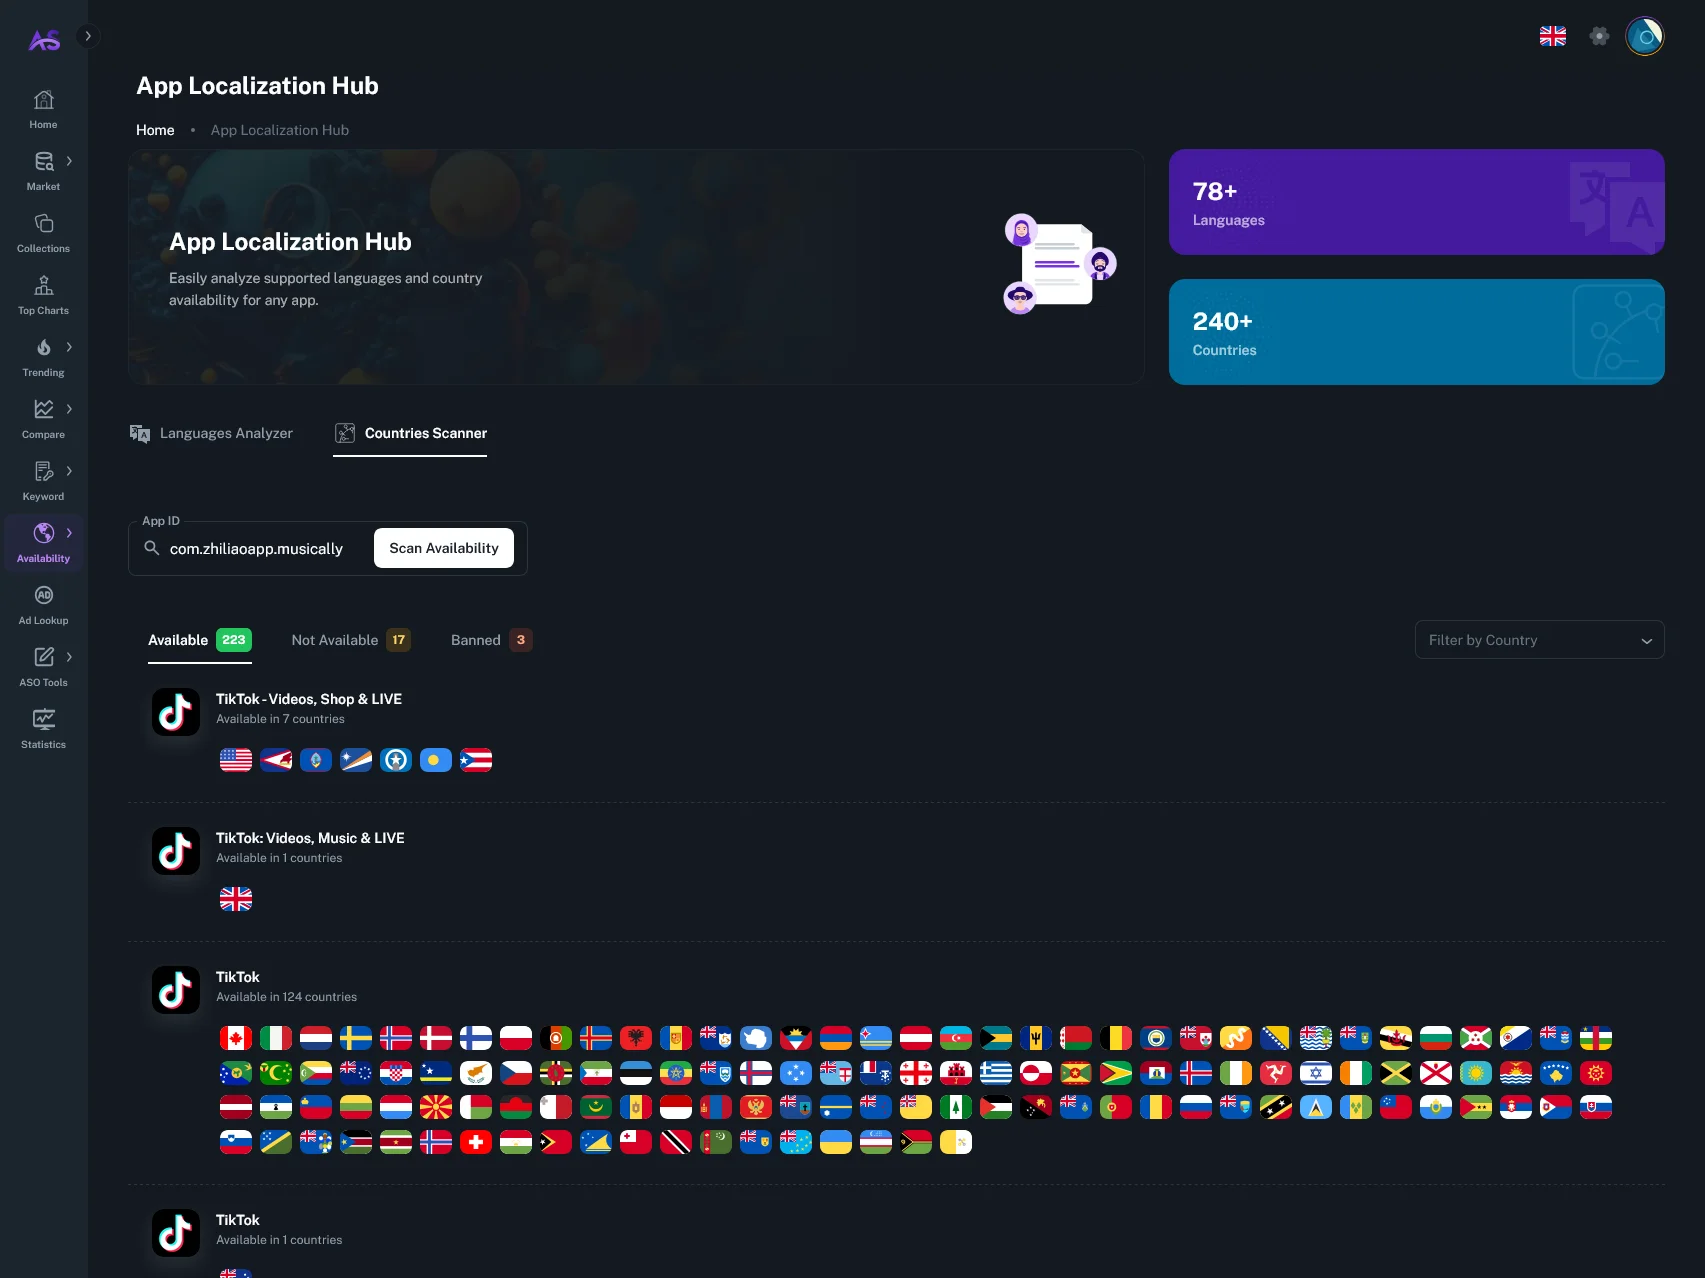 AS
Home
Market
Collections
Top Charts
Trending
Compare
Keyword
Availability
AD
Ad Lookup
ASO Tools
Statistics
App Localization Hub
Home • App Localization Hub
App Localization Hub
Easily analyze supported languages and country
availability for any app.
78+
Languages
A
240+
Countries
Languages Analyzer
Countries Scanner
App ID
com.zhiliaoapp.musically
Scan Availability
Available 223
Not Available 17
Banned 3
Filter by Country
TikTok - Videos, Shop & LIVE
Available in 7 countries
TikTok: Videos, Music & LIVE
Available in 1 countries
TikTok
Available in 124 countries
TikTok
Available in 1 countries